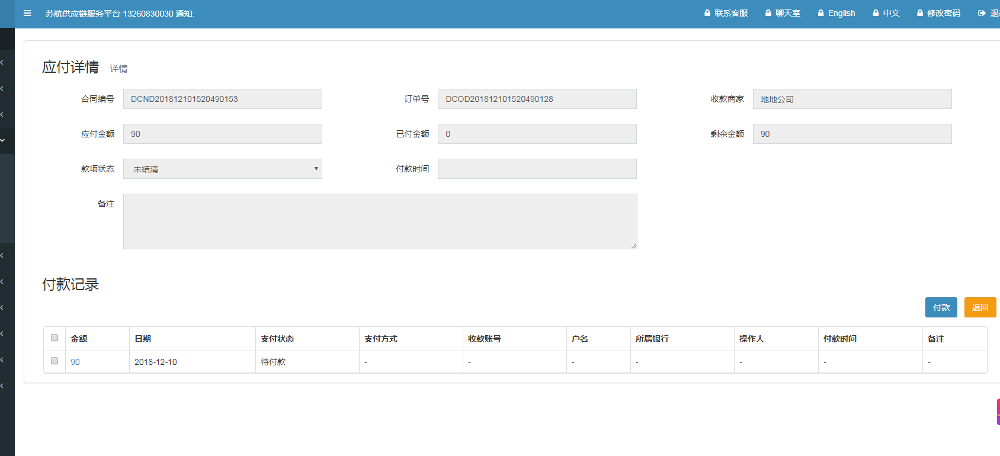 苏航供应链服务平台 13260830030 通知:
联系客服 聊天室 English 中文 修改密码
应付详情 详情
合同编号 DCND201812101520490153 订单号 DCOD201812101520490128 收款商家 地地公司
应付金额 90 已付金额 0 剩余金额 90
款项状态 未结清 付款时间
备注
付款记录
付款 返回
金额 日期 支付状态 支付方式 收款账号 户名 所属银行 操作人 付款时间 备注
90 2018-12-10 待付款 - - - - - - -